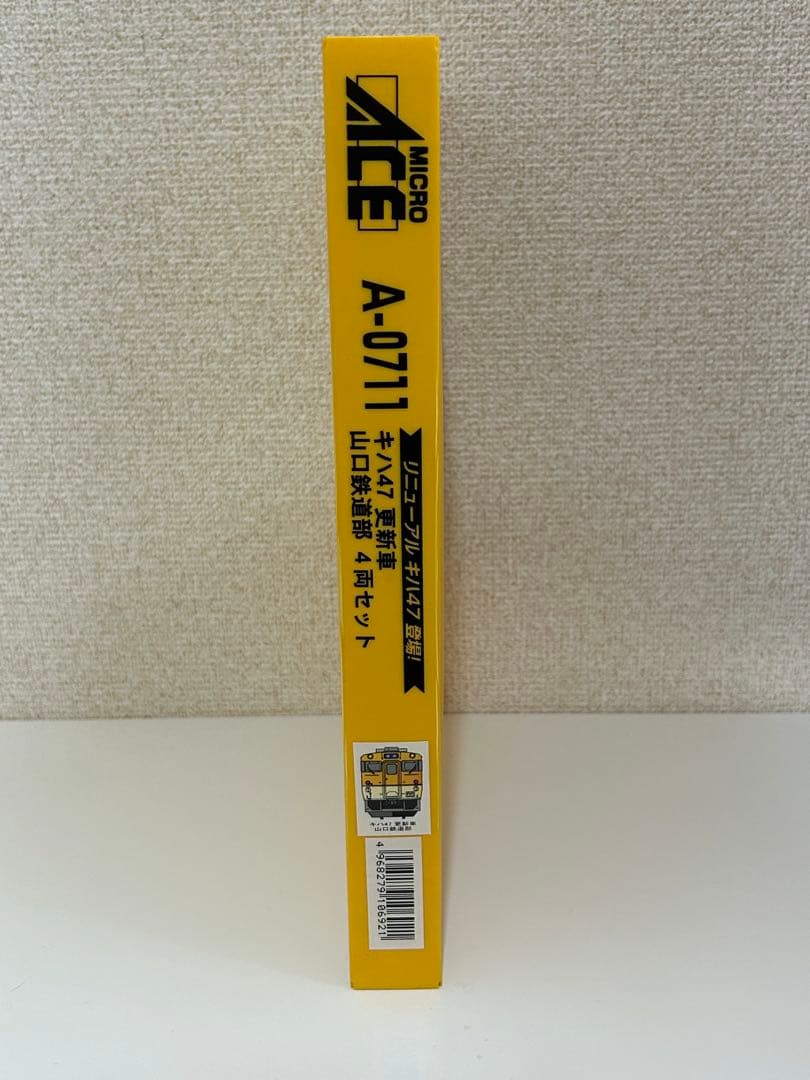 MICRO
ACE
A-0711
リニューアル キハ47 登場!
キハ47 更新車
山口鉄道部 4両セット
山口鉄道部
キハ47 更新車
4 968279 106921